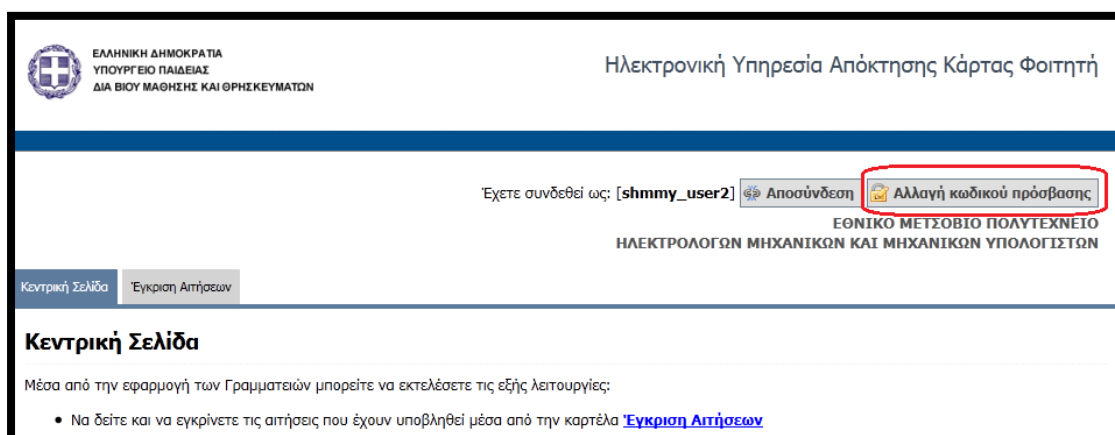 ΕΛΛΗΝΙΚΗ ΔΗΜΟΚΡΑΤΙΑ
ΥΠΟΥΡΓΕΙΟ ΠΑΙΔΕΙΑΣ
ΔΙΑ ΒΙΟΥ ΜΑΘΗΣΗΣ ΚΑΙ ΘΡΗΣΚΕΥΜΑΤΩΝ
Ηλεκτρονική Υπηρεσία Απόκτησης Κάρτας Φοιτητή
Έχετε συνδεθεί ως: [shmmy_user2] Αποσύνδεση Αλλαγή κωδικού πρόσβασης
ΕΘΝΙΚΟ ΜΕΤΣΟΒΙΟ ΠΟΛΥΤΕΧΝΕΙΟ
ΗΛΕΚΤΡΟΛΟΓΩΝ ΜΗΧΑΝΙΚΩΝ ΚΑΙ ΜΗΧΑΝΙΚΩΝ ΥΠΟΛΟΓΙΣΤΩΝ
Κεντρική Σελίδα Έγκριση Αιτήσεων
Κεντρική Σελίδα
Μέσα από την εφαρμογή των Γραμματειών μπορείτε να εκτελέσετε τις εξής λειτουργίες:
• Να δείτε και να εγκρίνετε τις αιτήσεις που έχουν υποβληθεί μέσα από την καρτέλα Έγκριση Αιτήσεων